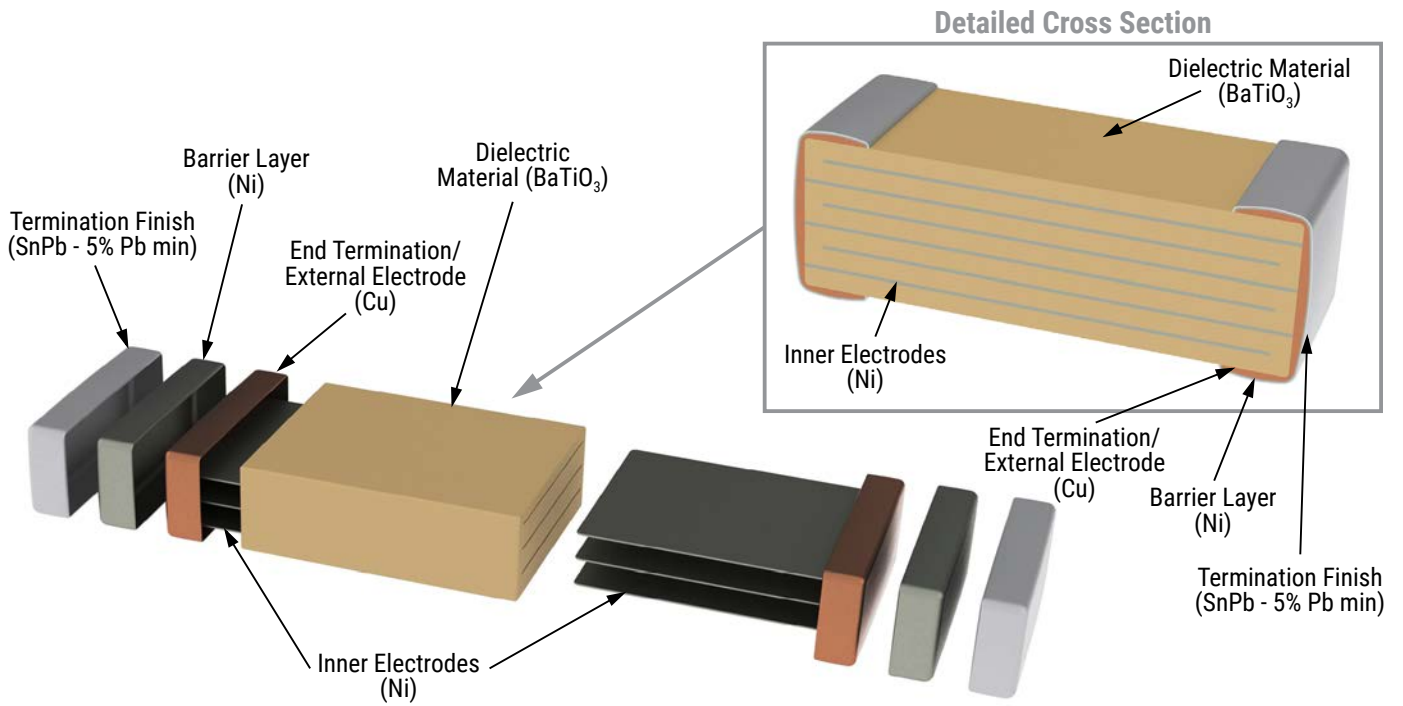 Detailed Cross Section
Dielectric Material
(BaTiO₃)
Inner Electrodes
(Ni)
End Termination/
External Electrode
(Cu)
Barrier Layer
(Ni)
Termination Finish
(SnPb - 5% Pb min)
Termination Finish
(SnPb - 5% Pb min)
Barrier Layer
(Ni)
End Termination/
External Electrode
(Cu)
Dielectric
Material (BaTiO₃)
Inner Electrodes
(Ni)